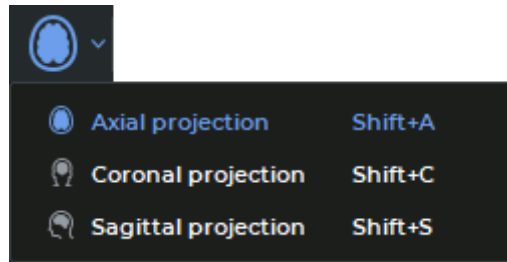 Axial projection Shift+A
Coronal projection Shift+C
Sagittal projection Shift+S